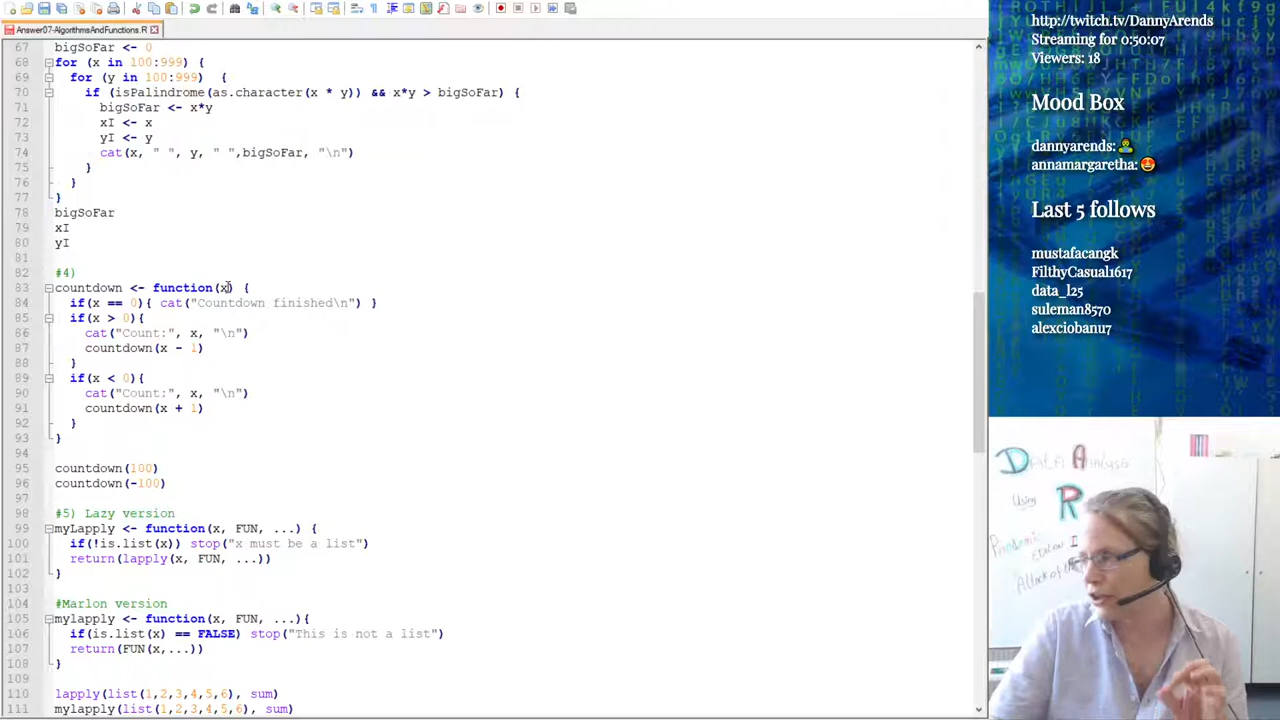 Answer07-AlgorithmsAndFunctions.R
67 bigSoFar <- 0
68 for (x in 100:999) {
69 for (y in 100:999) {
70 if (isPalindrome(as.character(x * y)) && x*y > bigSoFar) {
71 bigSoFar <- x*y
72 xI <- x
73 yI <- y
74 cat(x, " ", y, " ",bigSoFar, "\n")
75 }
76 }
77 }
78 bigSoFar
79 xI
80 yI
81
82 #4)
83 countdown <- function(x) {
84 if(x == 0){ cat("Countdown finished\n") }
85 if(x > 0){
86 cat("Count:", x, "\n")
87 countdown(x - 1)
88 }
89 if(x < 0){
90 cat("Count:", x, "\n")
91 countdown(x + 1)
92 }
93 }
94
95 countdown(100)
96 countdown(-100)
97
98 #5) Lazy version
99 myLapply <- function(x, FUN, ...) {
100 if(!is.list(x)) stop("x must be a list")
101 return(lapply(x, FUN, ...))
102 }
103
104 #Marlon version
105 mylapply <- function(x, FUN, ...){
106 if(is.list(x) == FALSE) stop("This is not a list")
107 return(FUN(x,...))
108 }
109
110 lapply(list(1,2,3,4,5,6), sum)
111 mylapply(list(1,2,3,4,5,6), sum)
http://twitch.tv/DannyArends
Streaming for 0:50:07
Viewers: 18
Mood Box
dannyarends:
annamargaretha:
Last 5 follows
mustafacangk
FilthyCasual1617
data_l25
suleman8570
alexciobanu7
Data Analysis
Using
R